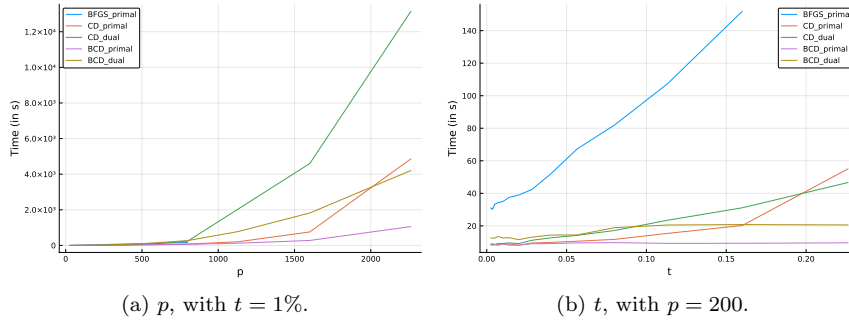 BFGS_primal
CD_primal
CD_dual
BCD_primal
BCD_dual
1.2×10⁴
1.0×10⁴
8.0×10³
6.0×10³
4.0×10³
2.0×10³
0
Time (in s)
0 500 1000 1500 2000
p
(a) p, with t = 1%.
BFGS_primal
CD_primal
CD_dual
BCD_primal
BCD_dual
140
120
100
80
60
40
20
Time (in s)
0.00 0.05 0.10 0.15 0.20
t
(b) t, with p = 200.